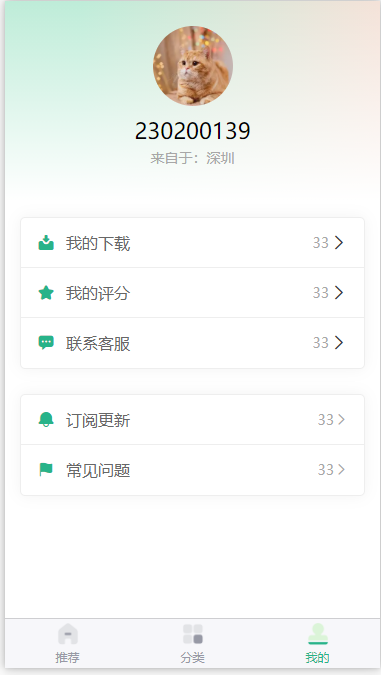 230200139
来自于：深圳
我的下载 33
我的评分 33
联系客服 33
订阅更新 33
常见问题 33
推荐 分类 我的